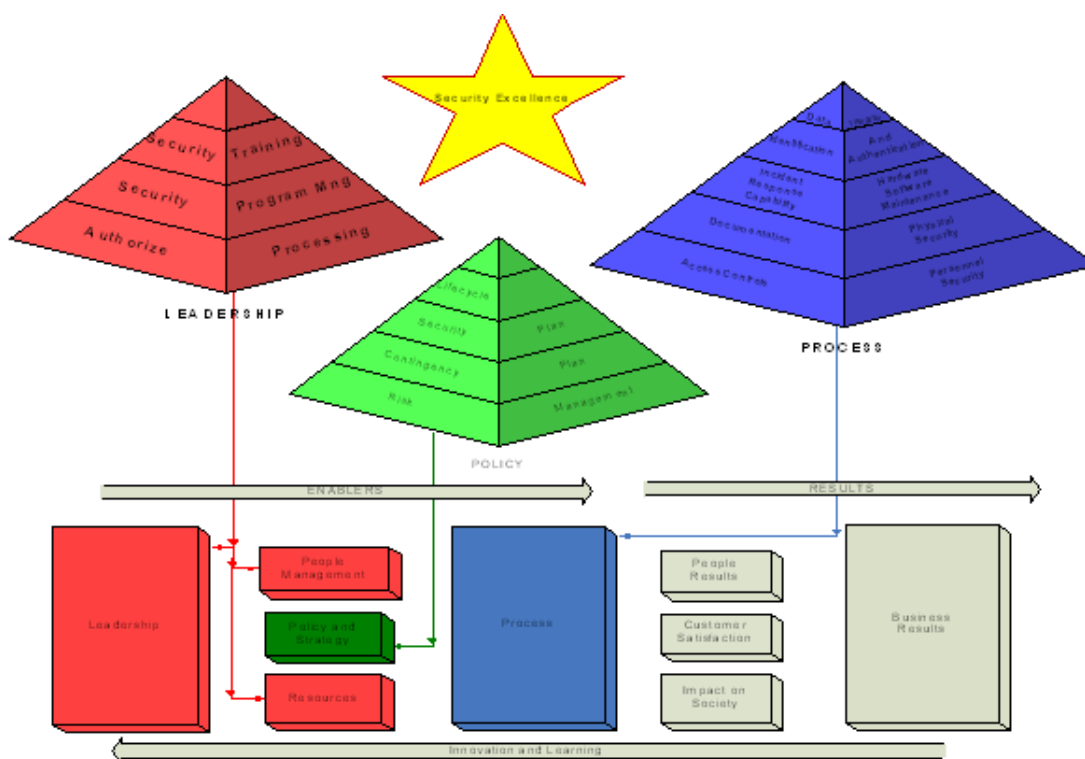 Security Excellence
Security Training
Security Program Mng
Authorize Processing
LEADERSHIP
Data
Identification And
Authentication
Incident
Response
Capability
Hardware
Software
Maintenance
Documentation
Physical
Security
Access Controls
Personnel
Security
PROCESS
Lifecycle
Security Plan
Contingency Plan
Risk Management
POLICY
ENABLERS
RESULTS
Leadership
People
Management
Policy and
Strategy
Resources
Process
People
Results
Customer
Satisfaction
Impact on
Society
Business
Results
Innovation and Learning